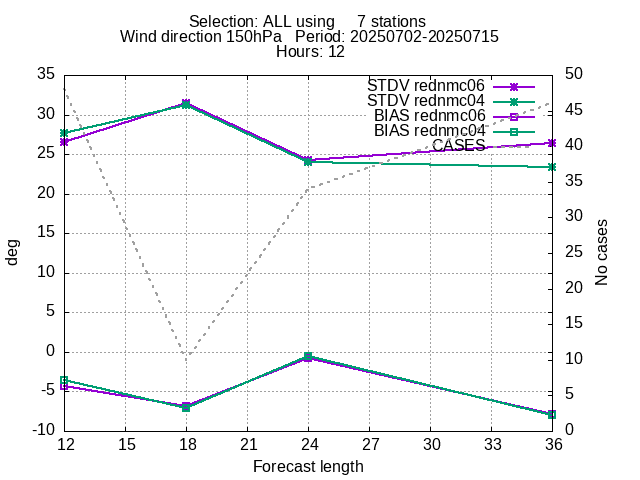 Selection: ALL using     7 stations
Wind direction 150hPa   Period: 20250702-20250715
Hours: 12
STDV rednmc06
STDV rednmc04
BIAS rednmc06
BIAS rednmc04
CASES
35
30
25
20
15
10
5
0
-5
-10
deg
50
45
40
35
30
25
20
15
10
5
0
No cases
12 15 18 21 24 27 30 33 36
Forecast length